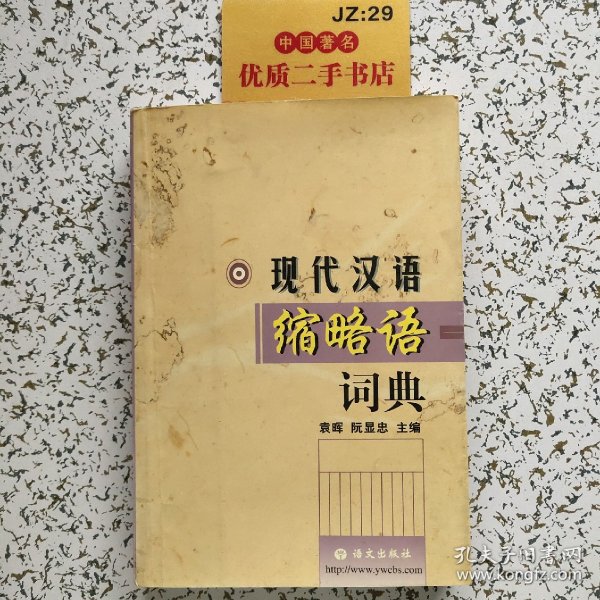 JZ:29
中国著名
优质二手书店
现代汉语
缩略语
词典
袁晖 阮显忠 主编
语文出版社
http://www.ywcbs.com
孔夫子旧书网
www.kongfz.com